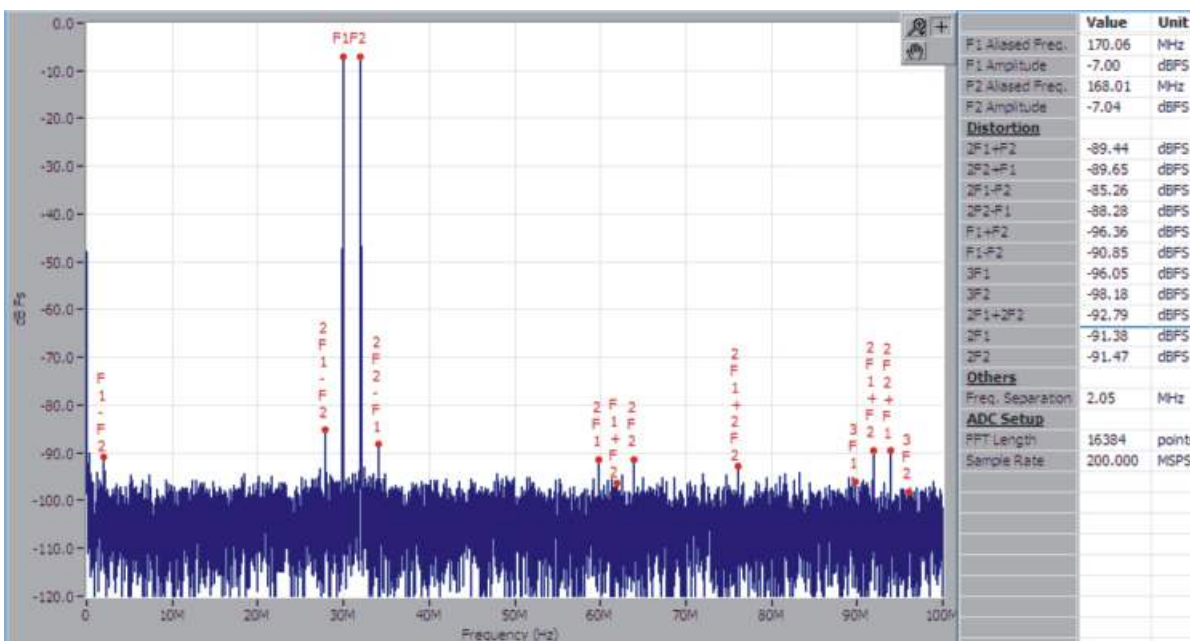 0.0
-10.0
-20.0
-30.0
-40.0
-50.0
-60.0
-70.0
-80.0
-90.0
-100.0
-110.0
-120.0
dB Fs
F1F2
F1-F2
2F1-F2
2F2-F1
2F1
F1+F2
2F2
2F1+2F2
3F1
2F1+F2
2F2+F1
3F2
0 10M 20M 30M 40M 50M 60M 70M 80M 90M 100M
Frequency (Hz)
Value Unit
F1 Aliased Freq. 170.06 MHz
F1 Amplitude -7.00 dBFS
F2 Aliased Freq. 168.01 MHz
F2 Amplitude -7.04 dBFS
Distortion
2F1+F2 -89.44 dBFS
2F2+F1 -89.65 dBFS
2F1-F2 -85.26 dBFS
2F2-F1 -88.28 dBFS
F1+F2 -96.36 dBFS
F1-F2 -90.85 dBFS
3F1 -96.05 dBFS
3F2 -98.18 dBFS
2F1+2F2 -92.79 dBFS
2F1 -91.38 dBFS
2F2 -91.47 dBFS
Others
Freq. Separation 2.05 MHz
ADC Setup
FFT Length 16384 points
Sample Rate 200.000 MSPS